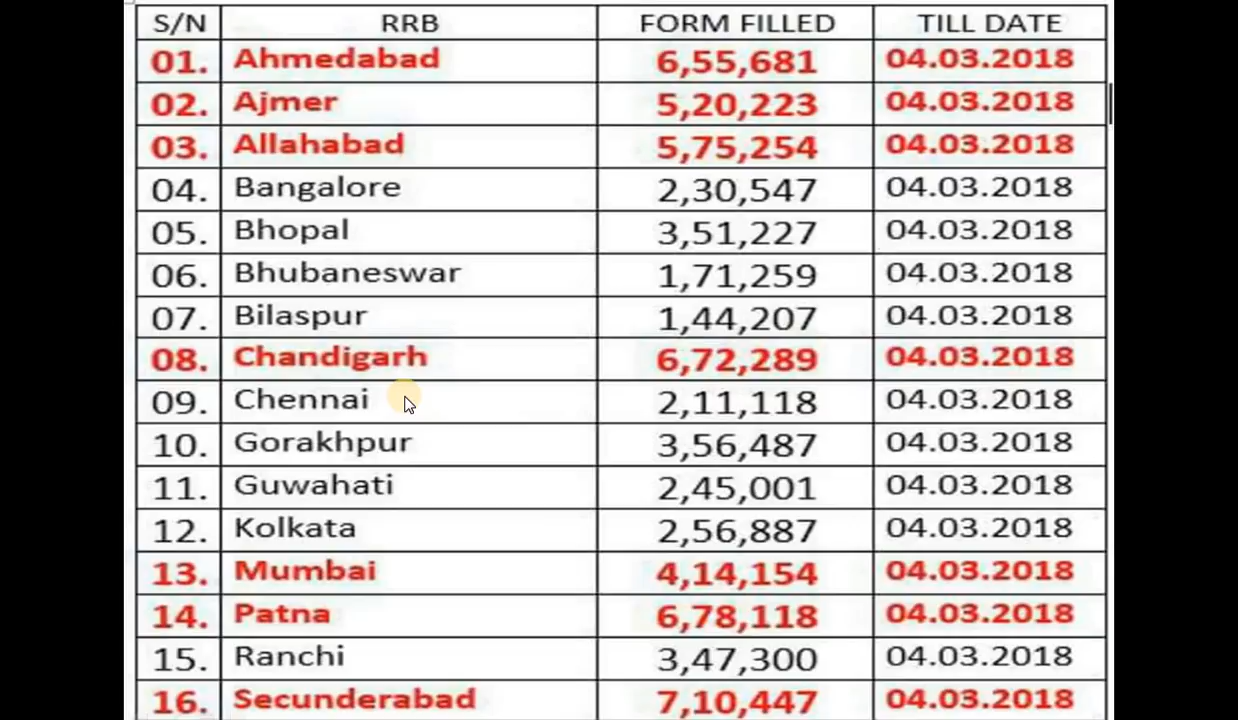 S/N RRB FORM FILLED TILL DATE
01. Ahmedabad 6,55,681 04.03.2018
02. Ajmer 5,20,223 04.03.2018
03. Allahabad 5,75,254 04.03.2018
04. Bangalore 2,30,547 04.03.2018
05. Bhopal 3,51,227 04.03.2018
06. Bhubaneswar 1,71,259 04.03.2018
07. Bilaspur 1,44,207 04.03.2018
08. Chandigarh 6,72,289 04.03.2018
09. Chennai 2,11,118 04.03.2018
10. Gorakhpur 3,56,487 04.03.2018
11. Guwahati 2,45,001 04.03.2018
12. Kolkata 2,56,887 04.03.2018
13. Mumbai 4,14,154 04.03.2018
14. Patna 6,78,118 04.03.2018
15. Ranchi 3,47,300 04.03.2018
16. Secunderabad 7,10,447 04.03.2018